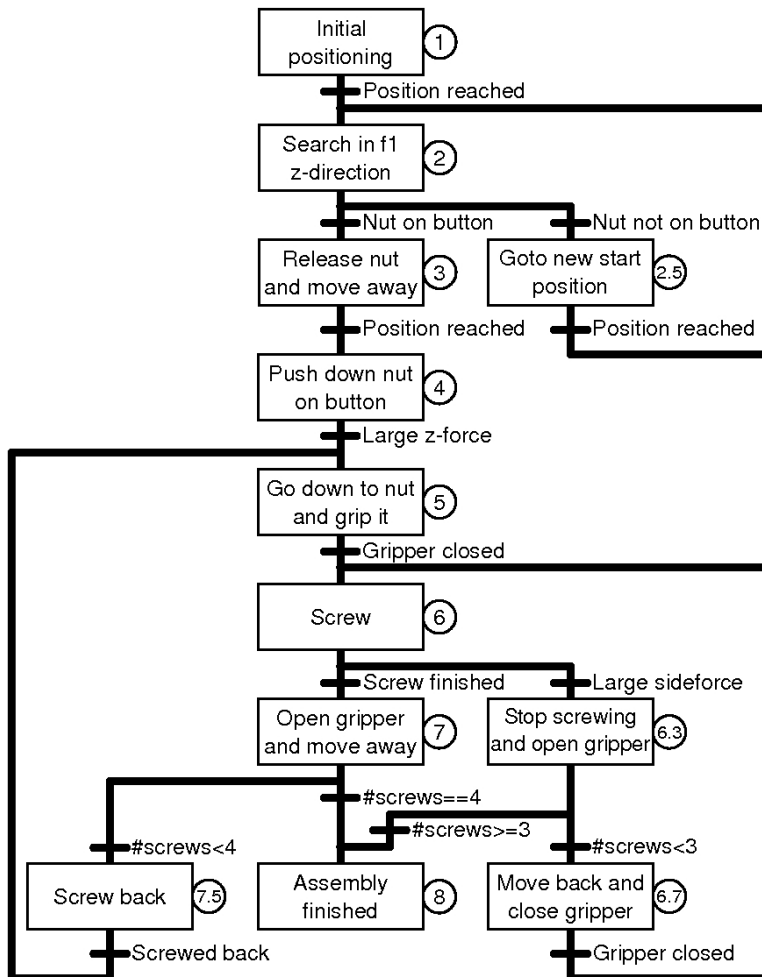 Initial
positioning
1
Position reached
Search in f1
z-direction
2
Nut on button
Nut not on button
Release nut
and move away
3
Goto new start
position
2.5
Position reached
Position reached
Push down nut
on button
4
Large z-force
Go down to nut
and grip it
5
Gripper closed
Screw
6
Screw finished
Large sideforce
Open gripper
and move away
7
Stop screwing
and open gripper
6.3
#screws==4
#screws>=3
#screws<4
#screws<3
Screw back
7.5
Assembly
finished
8
Move back and
close gripper
6.7
Screwed back
Gripper closed